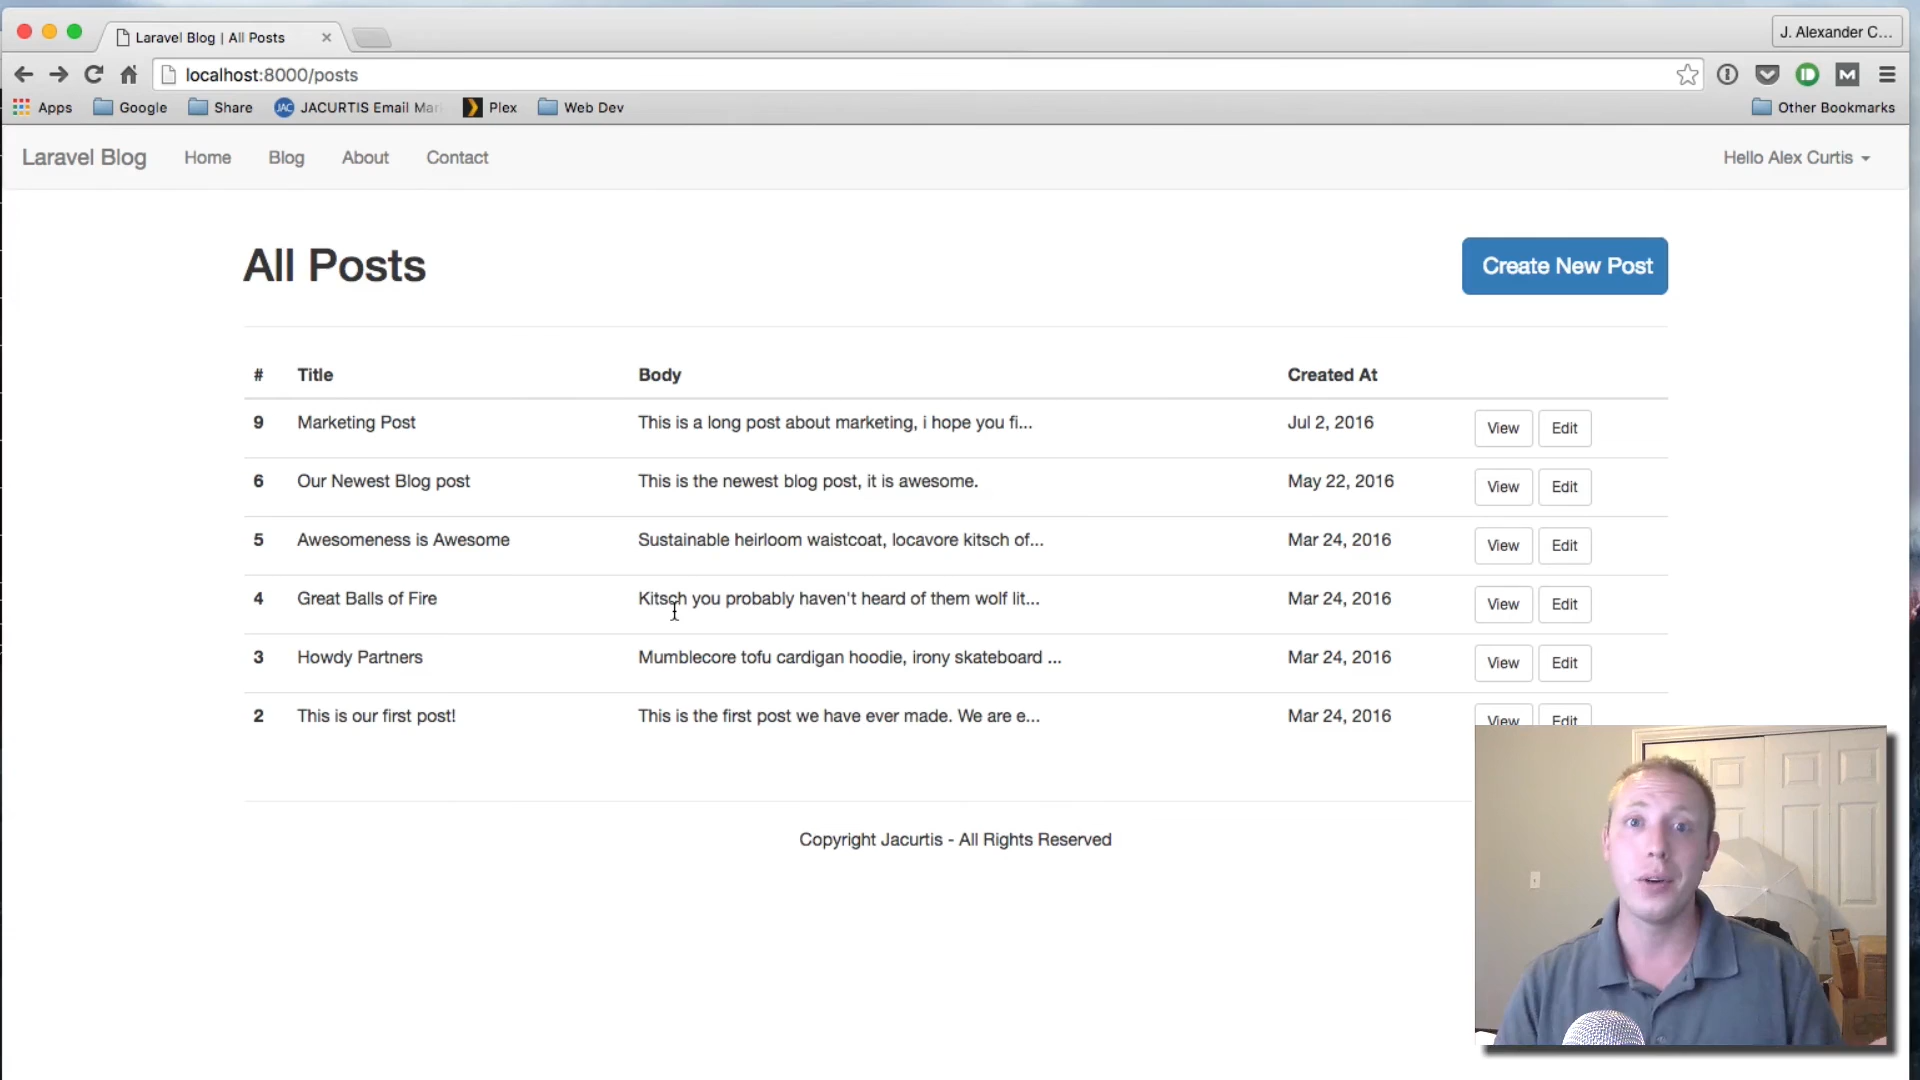 Laravel Blog | All Posts
J. Alexander C...
localhost:8000/posts
Apps Google Share JACURTIS Email Mar Plex Web Dev Other Bookmarks
Laravel Blog Home Blog About Contact Hello Alex Curtis
All Posts Create New Post
# Title Body Created At
9 Marketing Post This is a long post about marketing, i hope you fi... Jul 2, 2016 View Edit
6 Our Newest Blog post This is the newest blog post, it is awesome. May 22, 2016 View Edit
5 Awesomeness is Awesome Sustainable heirloom waistcoat, locavore kitsch of... Mar 24, 2016 View Edit
4 Great Balls of Fire Kitsch you probably haven't heard of them wolf lit... Mar 24, 2016 View Edit
3 Howdy Partners Mumblecore tofu cardigan hoodie, irony skateboard ... Mar 24, 2016 View Edit
2 This is our first post! This is the first post we have ever made. We are e... Mar 24, 2016 View Edit
Copyright Jacurtis - All Rights Reserved